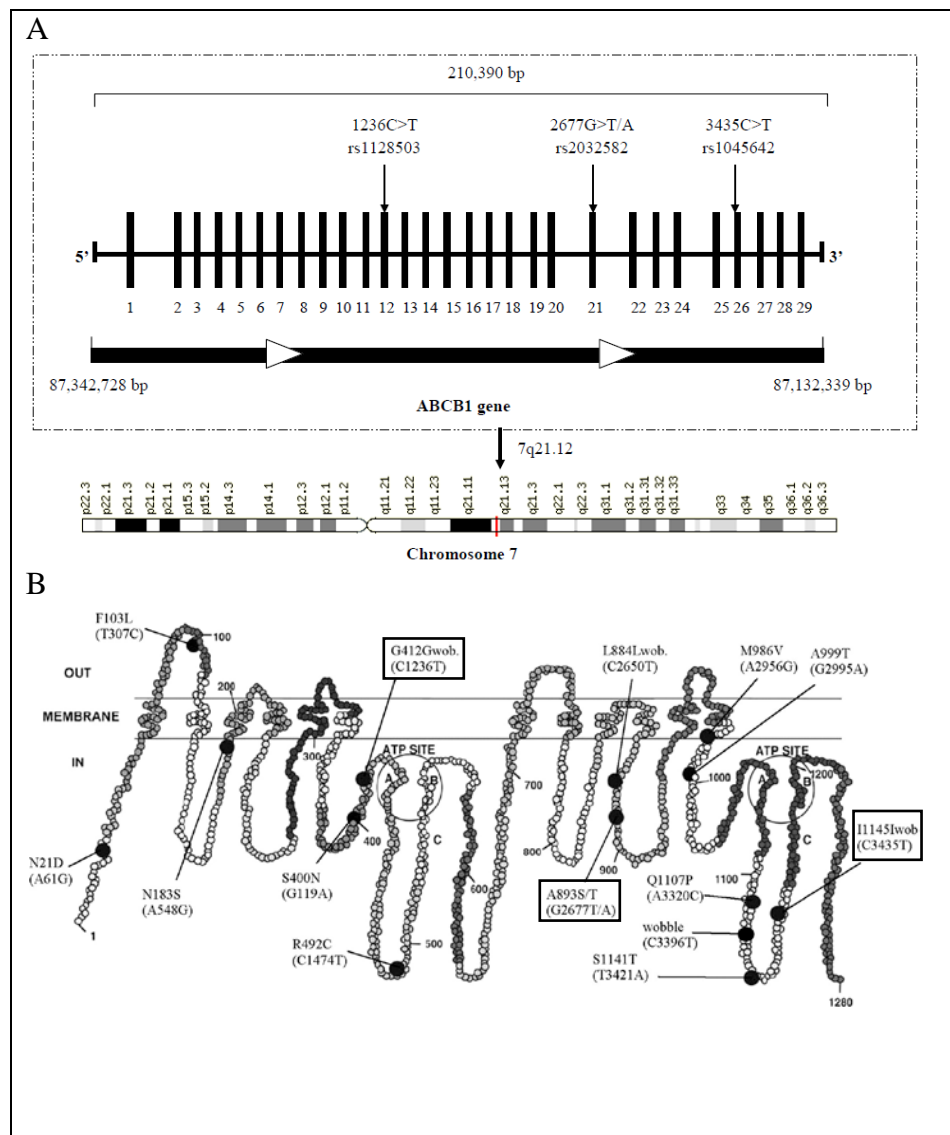 A
210,390 bp
1236C>T 2677G>T/A 3435C>T
rs1128503 rs2032582 rs1045642
5’ 3’
1 2 3 4 5 6 7 8 9 10 11 12 13 14 15 16 17 18 19 20 21 22 23 24 25 26 27 28 29
87,342,728 bp 87,132,339 bp
ABCB1 gene
7q21.12
p22.3 p22.1 p21.3 p21.2 p21.1 p15.3 p15.2 p14.3 p14.1 p12.3 p12.1 p11.2 q11.21 q11.22 q11.23 q21.11 q21.13 q21.3 q22.1 q22.3 q31.1 q31.2 q31.31 q31.32 q31.33 q33 q34 q35 q36.1 q36.2 q36.3
Chromosome 7
B
F103L
(T307C)
100
G412Gwob.
(C1236T)
L884Lwob.
(C2650T)
M986V
(A2956G)
A999T
(G2995A)
OUT
200
MEMBRANE
IN
300
ATP SITE
A B
C
400
700
ATP SITE
1000
A B
1200
C
I1145Iwob
(C3435T)
N21D
(A61G)
N183S
(A548G)
S400N
(G119A)
800
900
600
A893S/T
(G2677T/A)
1100
Q1107P
(A3320C)
1
R492C
(C1474T)
500
wobble
(C3396T)
S1141T
(T3421A)
1280